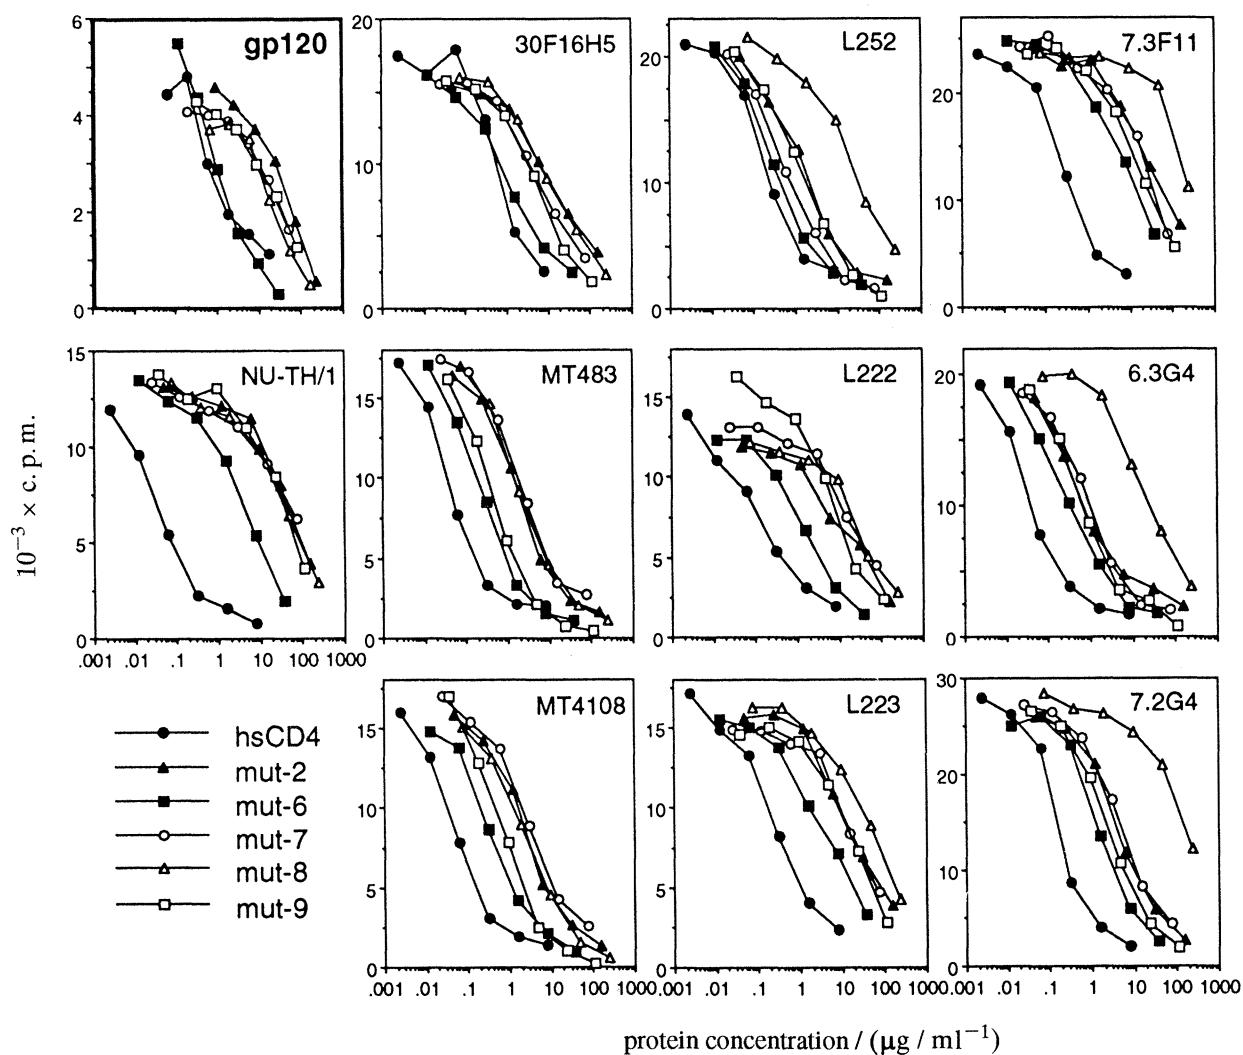 gp120
6
4
2
0
30F16H5
20
10
0
L252
20
10
0
7.3F11
20
10
0
NU-TH/1
15
10
5
0
.001 .01 .1 1 10 100 1000
MT483
15
10
5
0
L222
15
10
5
0
6.3G4
20
10
0
MT4108
15
10
5
0
.001 .01 .1 1 10 100 1000
L223
15
10
5
0
.001 .01 .1 1 10 100 1000
7.2G4
30
20
10
0
.001 .01 .1 1 10 100 1000
10⁻³ × c.p.m.
hsCD4
mut-2
mut-6
mut-7
mut-8
mut-9
protein concentration / (µg / ml⁻¹)